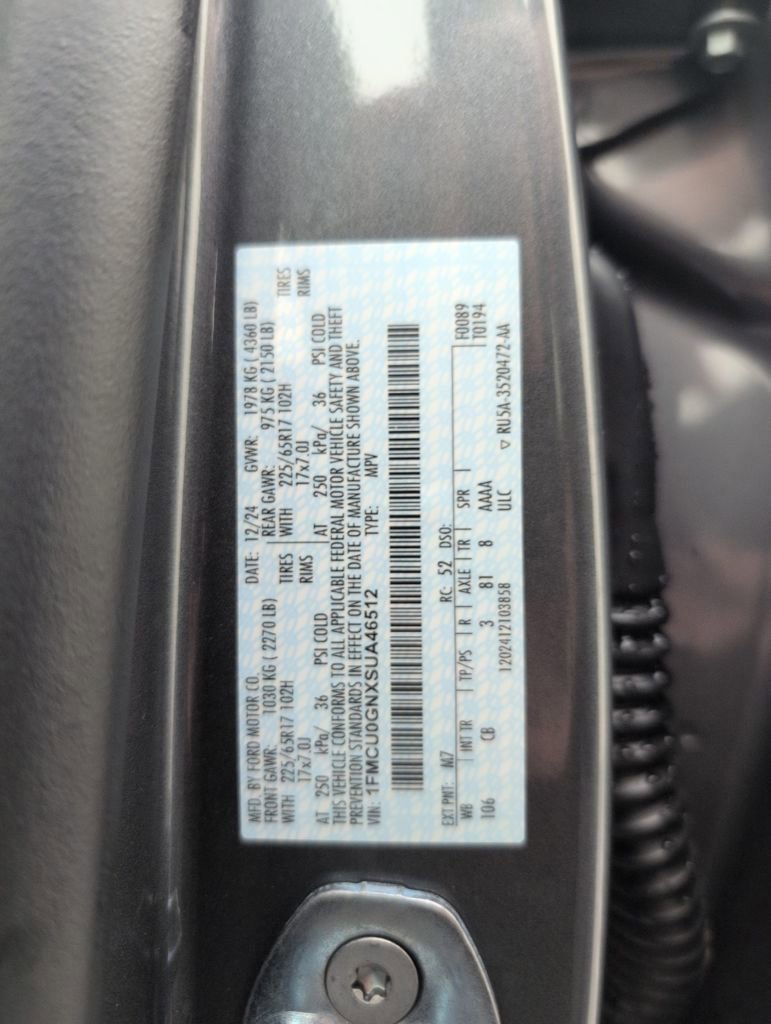 MFD. BY FORD MOTOR CO.
DATE: 12/24 GVWR: 1978 KG ( 4360 LB)
FRONT GAWR: 1030 KG ( 2270 LB)
REAR GAWR: 975 KG ( 2150 LB)
WITH 225/65R17 102H TIRES
WITH 225/65R17 102H TIRES
17x7.0J RIMS
17x7.0J RIMS
AT 250 kPa/ 36 PSI COLD
AT 250 kPa/ 36 PSI COLD
THIS VEHICLE CONFORMS TO ALL APPLICABLE FEDERAL MOTOR VEHICLE SAFETY AND THEFT
PREVENTION STANDARDS IN EFFECT ON THE DATE OF MANUFACTURE SHOWN ABOVE.
VIN: 1FMCU0GNXSUA46512 TYPE: MPV
EXT PNT: M7 RC: 52 DSO:
WB INT TR TP/PS R AXLE TR SPR F0089
T0194
106 CB 3 81 8 AAAA
1202412103858 ULC ▽ RU5A-3520472-AA